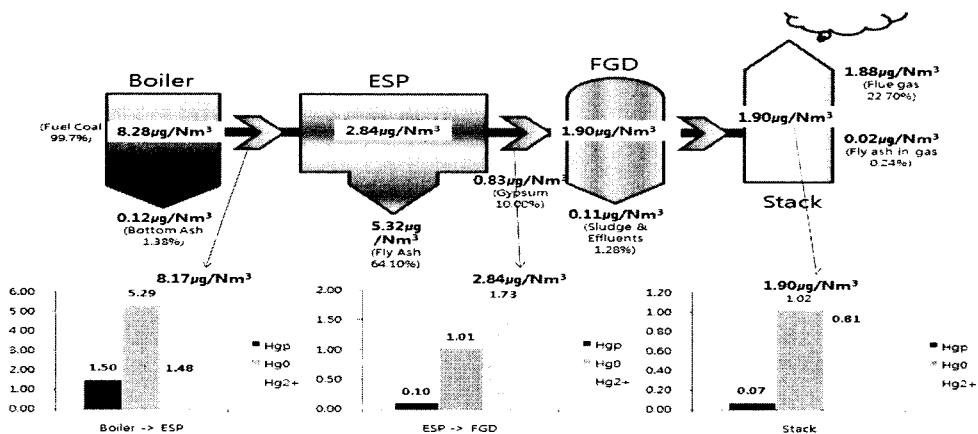 Boiler
ESP
FGD
Stack
(Fuel Coal
99.7%)
8.28µg/Nm³
2.84µg/Nm³
1.90µg/Nm³
1.90µg/Nm³
1.88µg/Nm³
(Flue gas
22.70%)
0.02µg/Nm³
(Fly ash in gas
0.24%)
0.12µg/Nm³
(Bottom Ash
1.38%)
5.32µg
/Nm³
(Fly Ash
64.10%)
0.83µg/Nm³
(Gypsum
10.00%)
0.11µg/Nm³
(Sludge &
Effluents
1.28%)
8.17µg/Nm³
6.00
5.00
4.00
3.00
2.00
1.00
0.00
5.29
1.50
1.48
Hgp
Hg0
Hg2+
Boiler -> ESP
2.84µg/Nm³
2.00
1.50
1.00
0.50
0.00
1.73
1.01
0.10
Hgp
Hg0
Hg2+
ESP -> FGD
1.90µg/Nm³
1.20
1.00
0.80
0.60
0.40
0.20
0.00
1.02
0.81
0.07
Hgp
Hg0
Hg2+
Stack